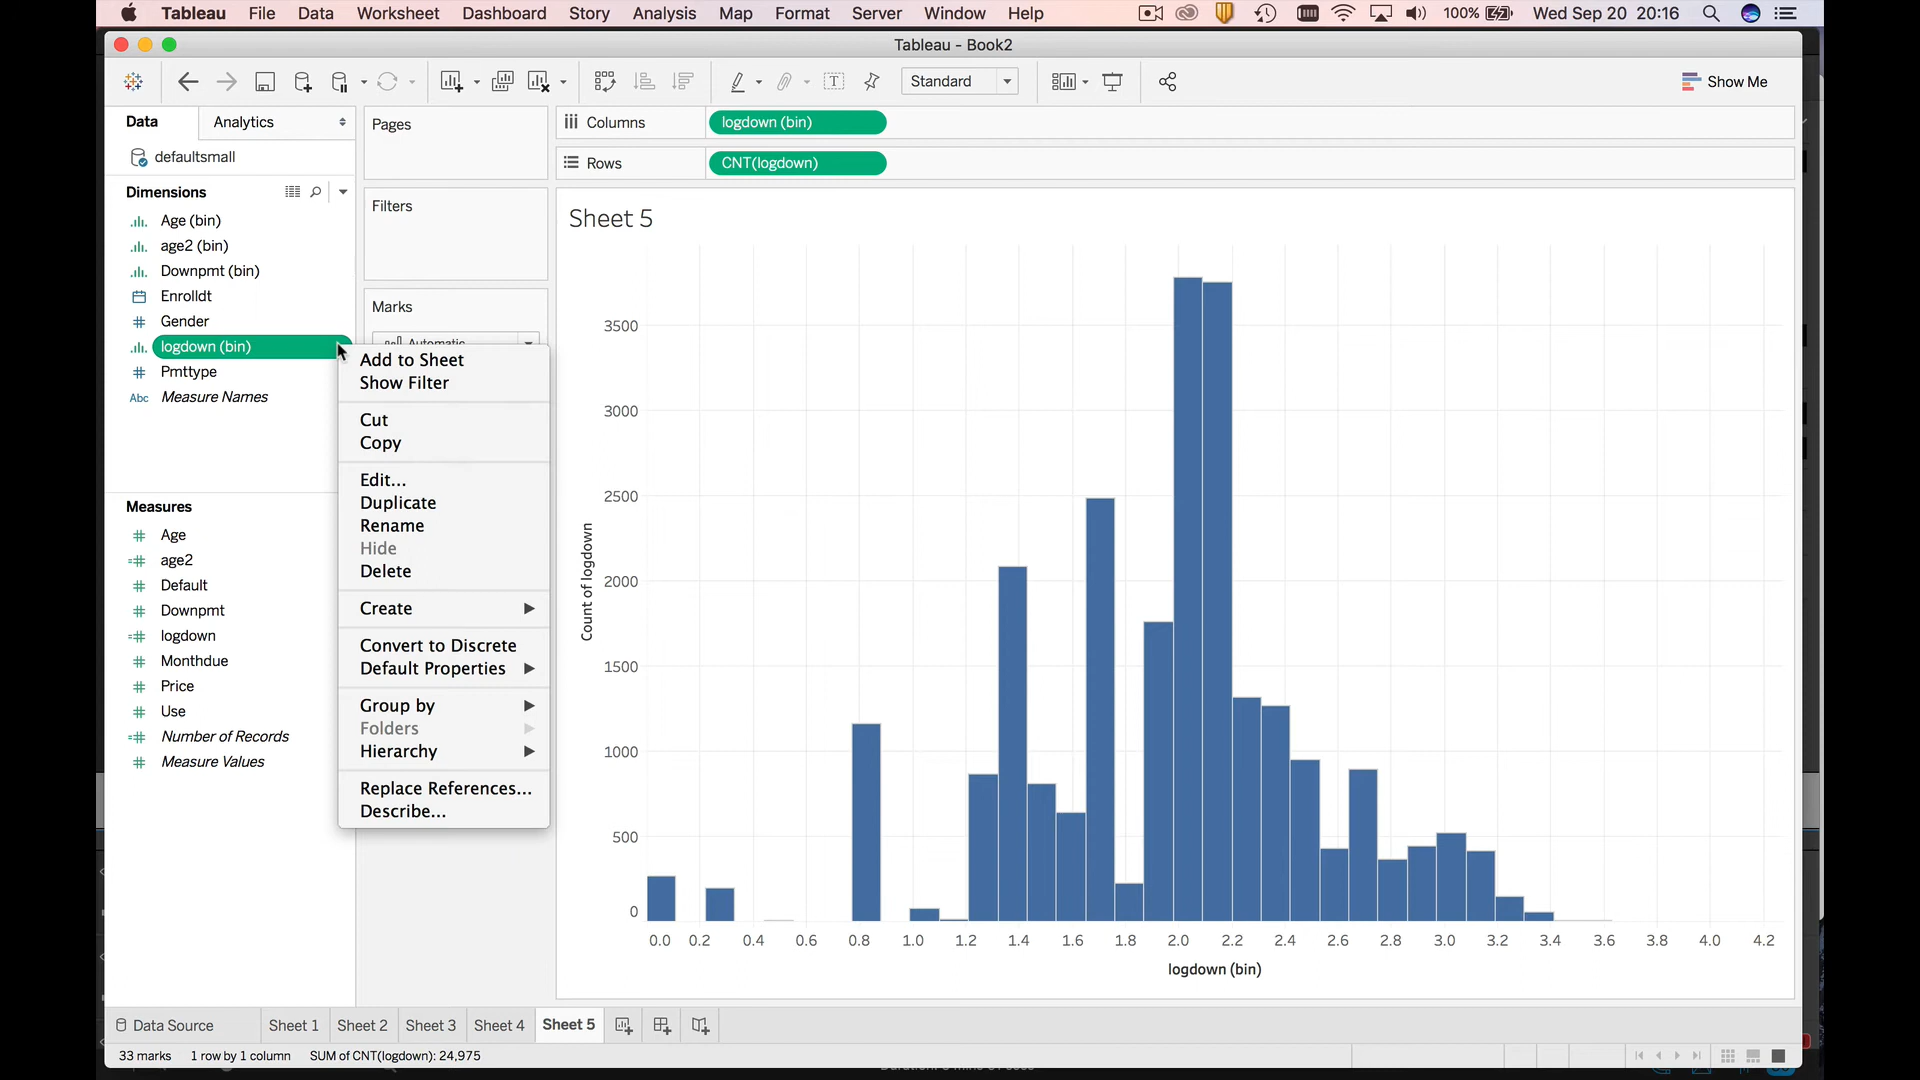 Tableau File Data Worksheet Dashboard Story Analysis Map Format Server Window Help 100% Wed Sep 20 20:16
Tableau - Book2
Standard Show Me
Data Analytics
defaultsmall
Dimensions
Age (bin)
age2 (bin)
Downpmt (bin)
Enrolldt
Gender
logdown (bin)
Pmttype
Abc Measure Names
Measures
Age
age2
Default
Downpmt
logdown
Monthdue
Price
Use
Number of Records
Measure Values
Pages
Filters
Marks
Automatic
Add to Sheet
Show Filter
Cut
Copy
Edit...
Duplicate
Rename
Hide
Delete
Create
Convert to Discrete
Default Properties
Group by
Folders
Hierarchy
Replace References...
Describe...
Columns logdown (bin)
Rows CNT(logdown)
Sheet 5
Count of logdown
3500
3000
2500
2000
1500
1000
500
0
0.0 0.2 0.4 0.6 0.8 1.0 1.2 1.4 1.6 1.8 2.0 2.2 2.4 2.6 2.8 3.0 3.2 3.4 3.6 3.8 4.0 4.2
logdown (bin)
Data Source Sheet 1 Sheet 2 Sheet 3 Sheet 4 Sheet 5
33 marks 1 row by 1 column SUM of CNT(logdown): 24,975